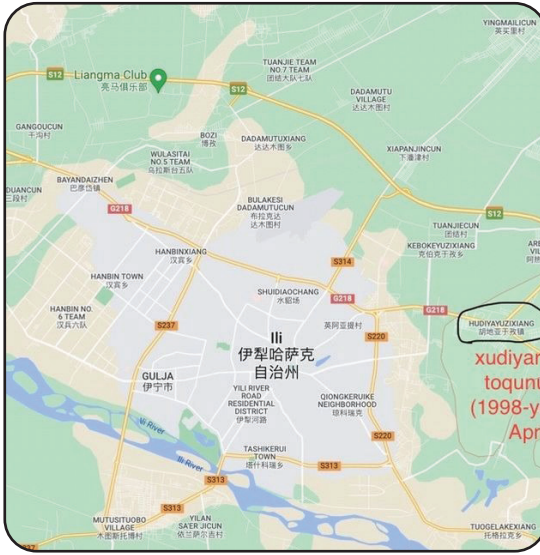 YINGMAILICUN
英买里村
S12
Liangma Club
亮马俱乐部
TUANJIE TEAM
NO.7 TEAM
团结大队七队
S12
DADAMUTU
VILLAGE
达达木图村
GANGOUCUN
干沟村
BOZI
博孜
DADAMUTUXIANG
达达木图乡
XIAPANJINCUN
下潘津村
WULASITAI
NO.5 TEAM
乌拉斯台五队
DUANCUN
三段村
BAYANDAIZHEN
巴彦岱镇
G218
BULAKESI
DADAMUTUCUN
布拉克达
达木图村
S12
TUANJIECUN
团结村
HANBINXIANG
汉宾乡
KEBOKEYUZIXIANG
克伯克于孜乡
S314
HANBIN TOWN
汉宾乡
SHUIDIAOCHANG
水貂场
G218
G218
HANBIN NO.
6 TEAM
汉兵六队
S237
英阿亚提村
S220
HUDIYAYUZIXIANG
胡地亚于孜镇
Ili
伊犁哈萨克
自治州
xudiyar
toqunu
(1998-y
Apr
GULJA
伊宁市
YILI RIVER
ROAD
RESIDENTIAL
DISTRICT
伊犁河路
QIONGKERUIKE
NEIGHBORHOOD
琼科瑞克
Ili River
Ili River
S220
TASHIKERUI
TOWN
塔什科瑞乡
S313
S313
S313
MUTUSITUOBO
VILLAGE
木图斯托博村
YILAN
SA'ER JICUN
依兰萨尔吉村
TUOGELAKEXIANG
托格拉克乡